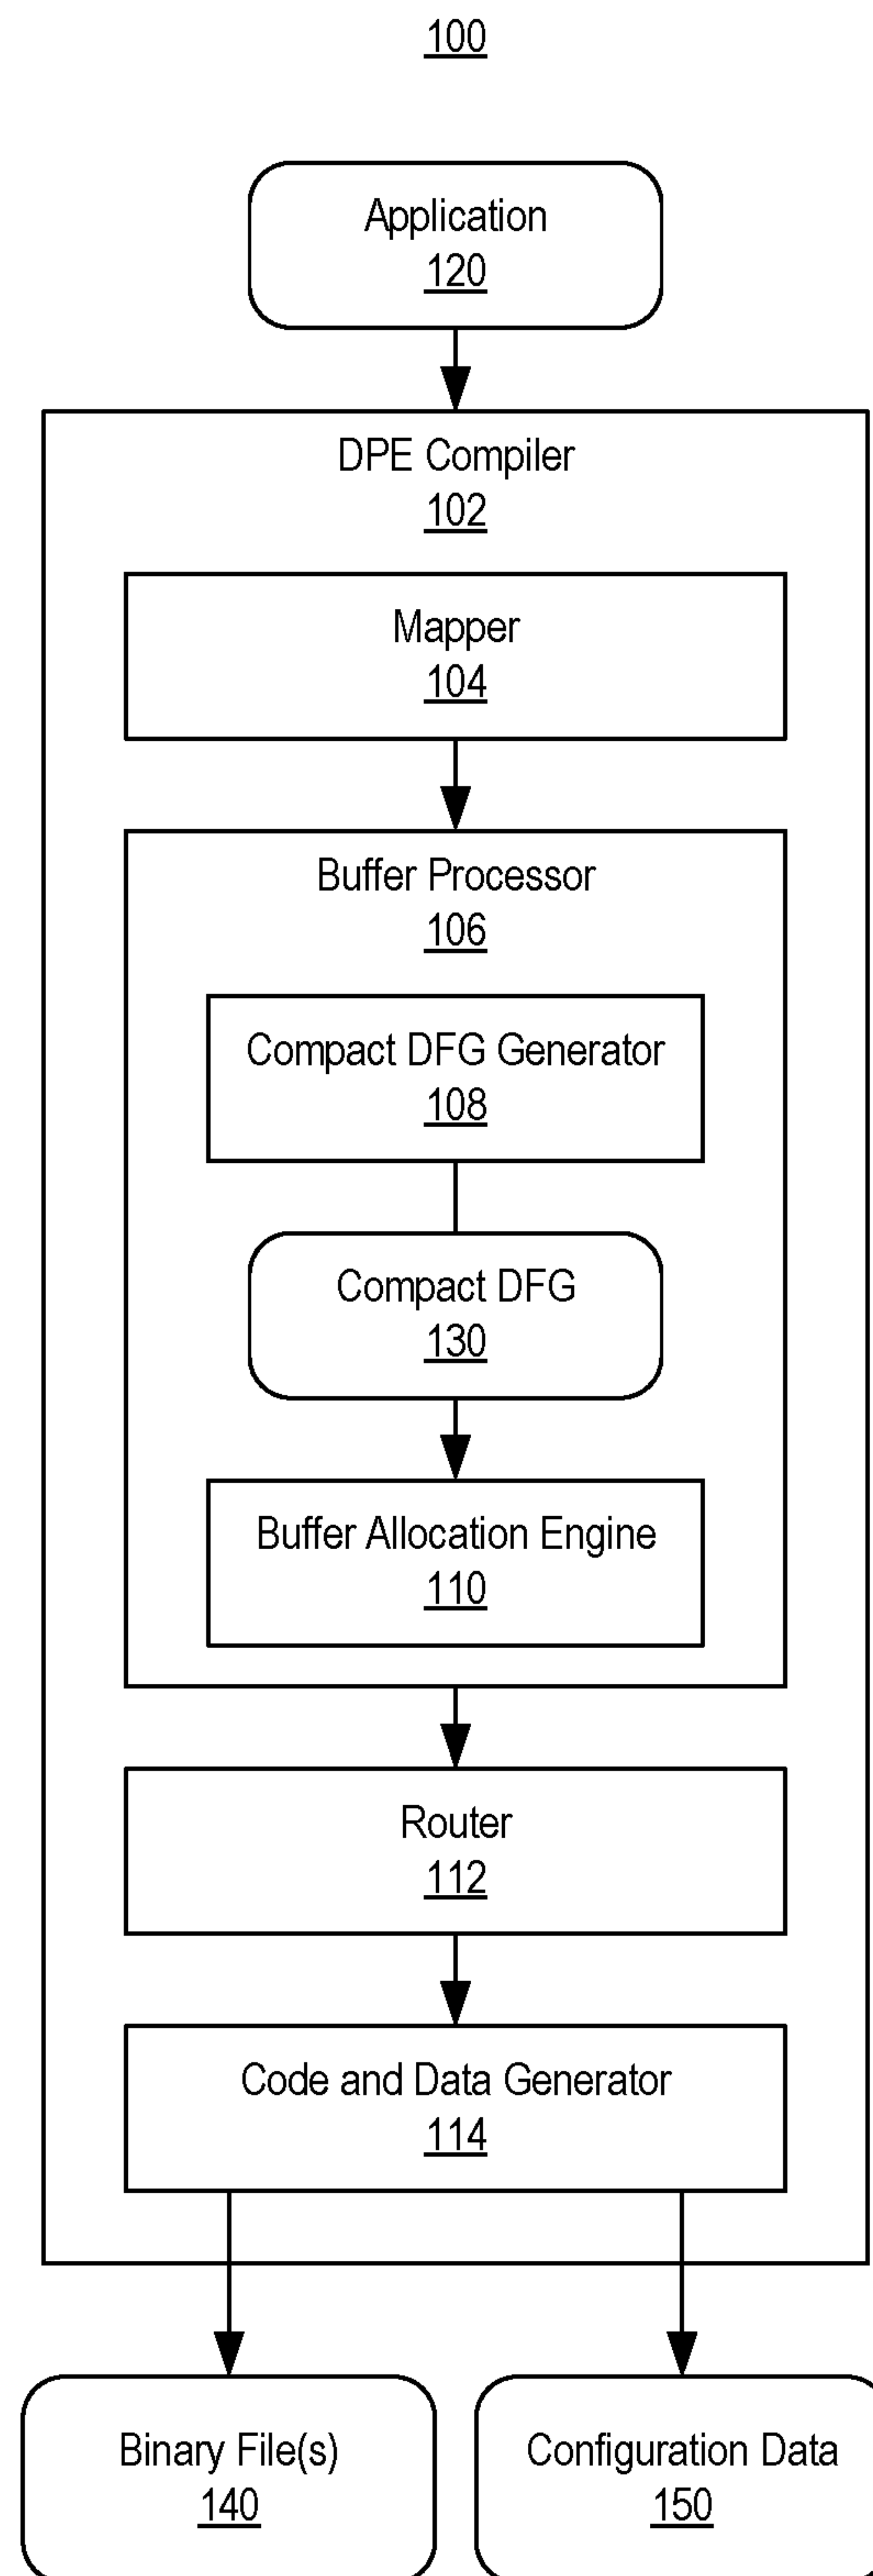 100
Application
120
DPE Compiler
102
Mapper
104
Buffer Processor
106
Compact DFG Generator
108
Compact DFG
130
Buffer Allocation Engine
110
Router
112
Code and Data Generator
114
Binary File(s)
140
Configuration Data
150